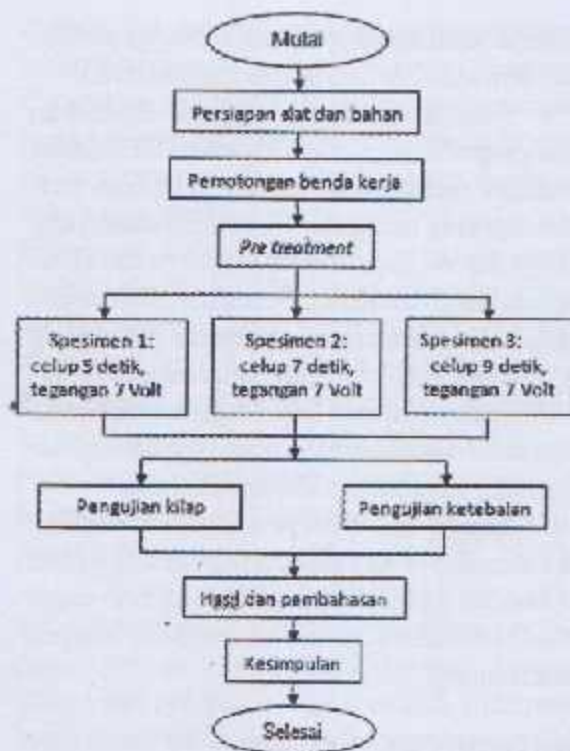 Mulai
Persiapan alat dan bahan
Pemotongan benda kerja
Pre treatment
Spesimen 1:
celup 5 detik,
tegangan 7 Volt
Spesimen 2:
celup 7 detik,
tegangan 7 Volt
Spesimen 3:
celup 9 detik,
tegangan 7 Volt
Pengujian kilap
Pengujian ketebalan
Hasil dan pembahasan
Kesimpulan
Selesai